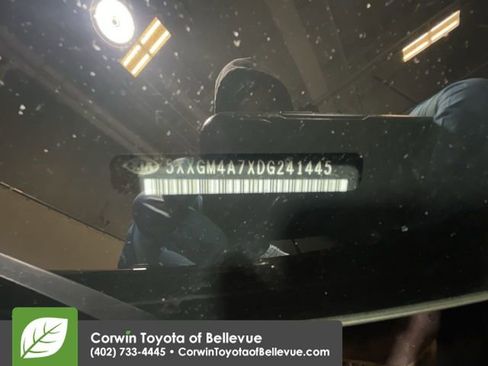 5XXGM4A7XDG241445
Corwin Toyota of Bellevue
(402) 733-4445 • CorwinToyotaofBellevue.com